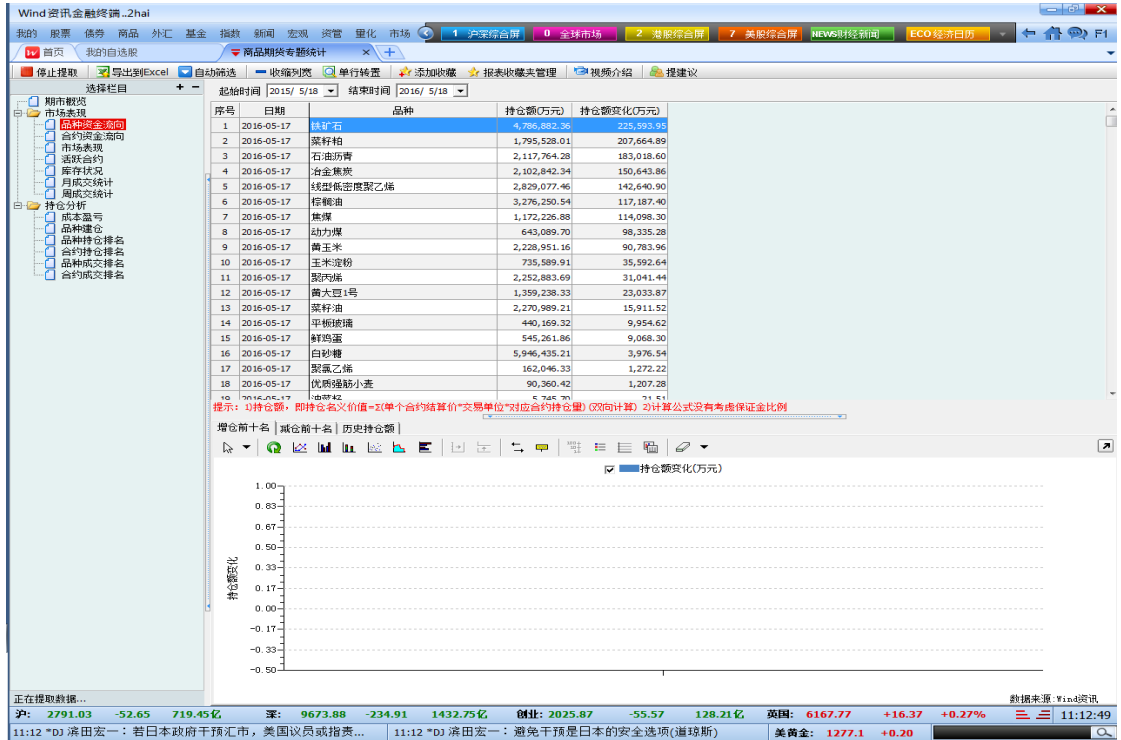 Wind资讯金融终端..2hai
我的 股票 债券 商品 外汇 基金 指数 新闻 宏观 资管 量化 市场 1 沪深综合屏 0 全球市场 2 港股综合屏 7 美股综合屏 NEWS财经新闻 ECO经济日历 F1
首页 我的自选股 商品期货专题统计 × +
停止提取 导出到Excel 自动筛选 收缩列宽 单行转置 添加收藏 报表收藏夹管理 视频介绍 提建议
选择栏目 + −
期市概览
市场表现
品种资金流向
合约资金流向
市场表现
活跃合约
库存状况
月成交统计
周成交统计
持仓分析
成本盈亏
品种建仓
品种持仓排名
合约持仓排名
品种成交排名
合约成交排名
起始时间 2015/ 5/18 结束时间 2016/ 5/18
序号 日期 品种 持仓额(万元) 持仓额变化(万元)
1 2016-05-17 铁矿石 4,786,882.36 225,593.95
2 2016-05-17 菜籽粕 1,795,528.01 207,664.89
3 2016-05-17 石油沥青 2,117,764.28 183,018.60
4 2016-05-17 冶金焦炭 2,102,842.34 150,643.86
5 2016-05-17 线型低密度聚乙烯 2,829,077.46 142,640.90
6 2016-05-17 棕榈油 3,276,250.54 117,187.40
7 2016-05-17 焦煤 1,172,226.88 114,098.30
8 2016-05-17 动力煤 643,089.70 98,335.28
9 2016-05-17 黄玉米 2,228,951.16 90,783.96
10 2016-05-17 玉米淀粉 735,589.91 35,592.64
11 2016-05-17 聚丙烯 2,252,883.69 31,041.44
12 2016-05-17 黄大豆1号 1,359,238.33 23,033.87
13 2016-05-17 菜籽油 2,270,989.21 15,911.52
14 2016-05-17 平板玻璃 440,169.32 9,954.62
15 2016-05-17 鲜鸡蛋 545,261.86 9,068.30
16 2016-05-17 白砂糖 5,946,435.21 3,976.54
17 2016-05-17 聚氯乙烯 162,046.33 1,272.22
18 2016-05-17 优质强筋小麦 90,360.42 1,207.28
19 2016-05-17 油菜籽 5,745.70 21.51
提示: 1)持仓额，即持仓名义价值=Σ(单个合约结算价*交易单位*对应合约持仓量)(双向计算) 2)计算公式没有考虑保证金比例
增仓前十名 减仓前十名 历史持仓额
持仓额变化(万元)
1.00
0.83
0.67
0.50
0.33
0.17
0.00
-0.17
-0.33
-0.50
持仓额变化
正在提取数据...
数据来源:Wind资讯
沪: 2791.03 -52.65 719.45亿 深: 9673.88 -234.91 1432.75亿 创业: 2025.87 -55.57 128.21亿 英国: 6167.77 +16.37 +0.27% 11:12:49
11:12 *DJ 滨田宏一：若日本政府干预汇市，美国议员或指责... 11:12 *DJ 滨田宏一：避免干预是日本的安全选项(道琼斯) 美黄金: 1277.1 +0.20